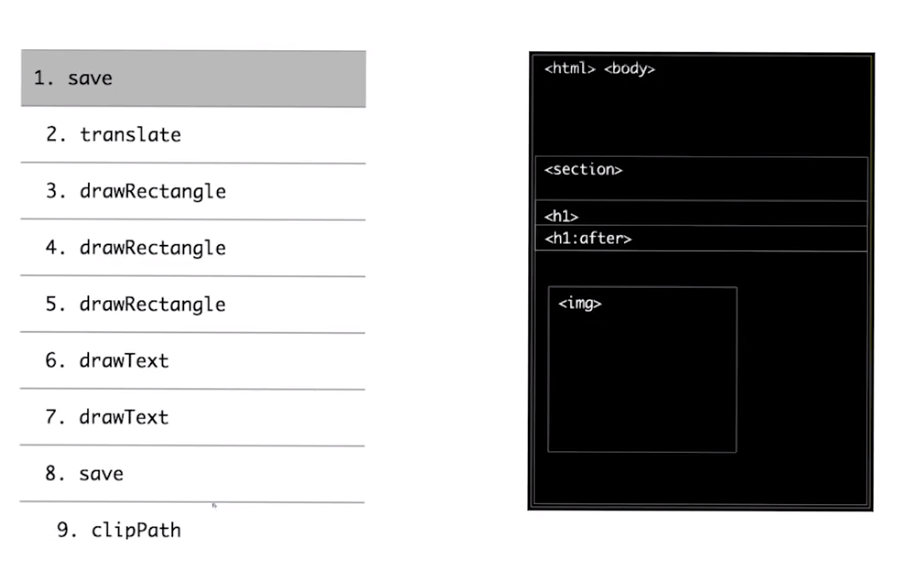 1. save
2. translate
3. drawRectangle
4. drawRectangle
5. drawRectangle
6. drawText
7. drawText
8. save
9. clipPath
<html> <body>
<section>
<h1>
<h1:after>
<img>